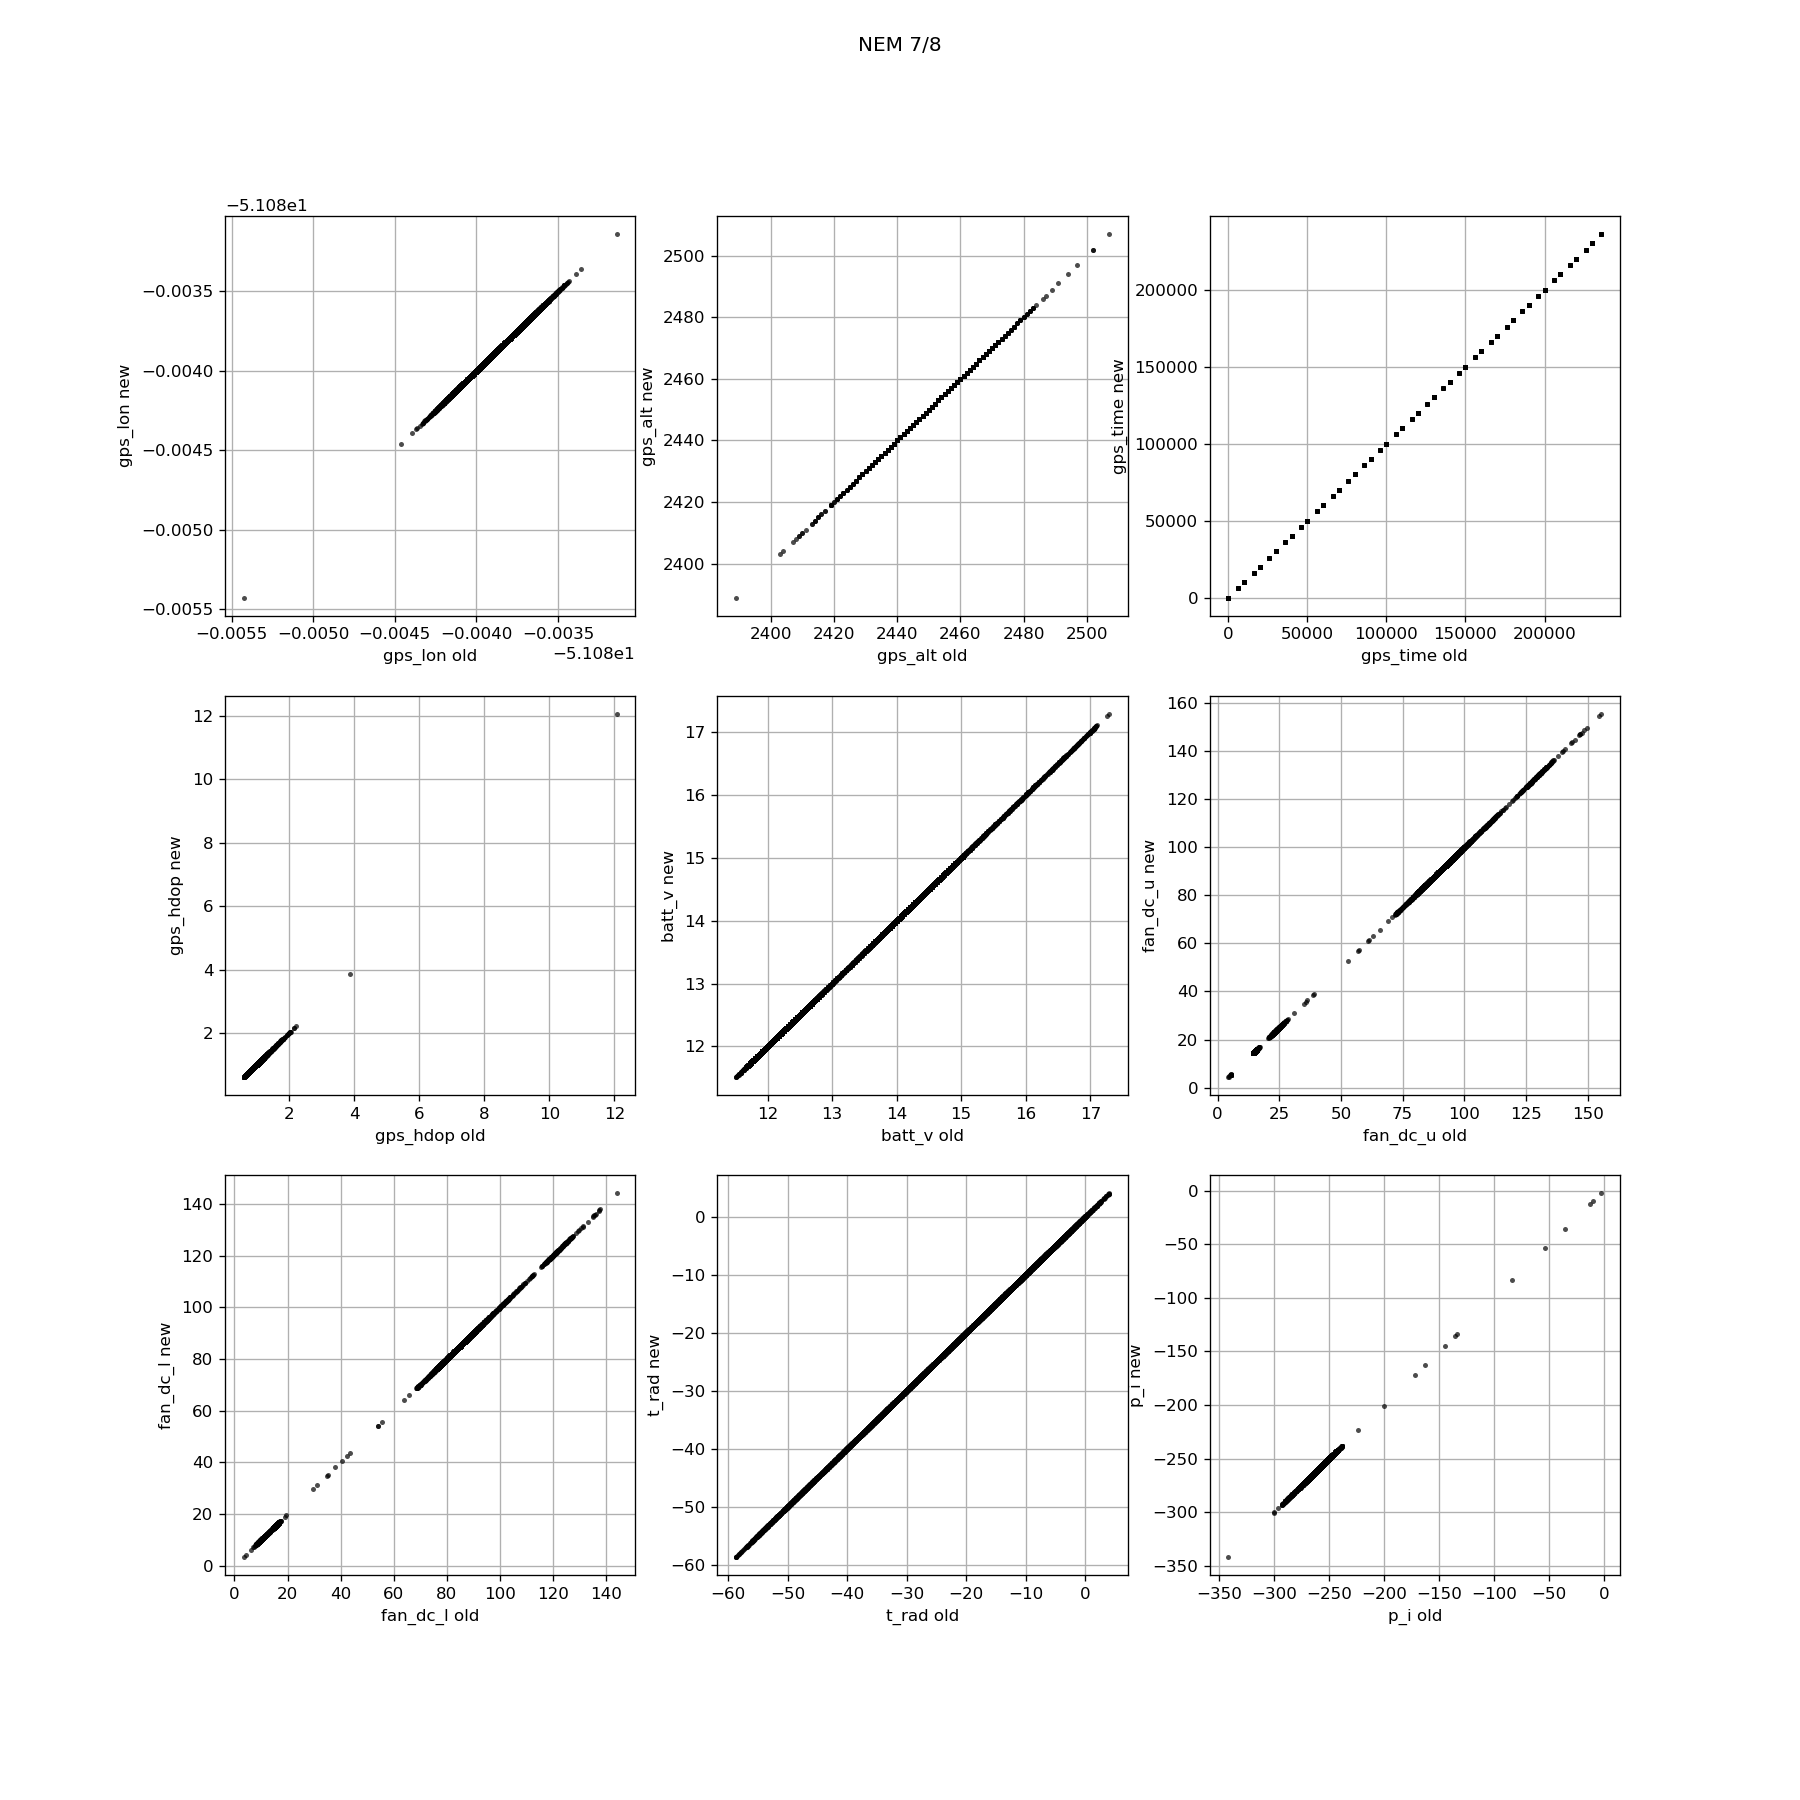 NEM 7/8
−5.108e1
−0.0035
−0.0040
−0.0045
−0.0050
−0.0055
gps_lon new
−0.0055 −0.0050 −0.0045 −0.0040 −0.0035
gps_lon old
−5.108e1
2500
2480
2460
2440
2420
2400
gps_alt new
2400 2420 2440 2460 2480 2500
gps_alt old
200000
150000
100000
50000
0
gps_time new
0 50000 100000 150000 200000
gps_time old
12
10
8
6
4
2
gps_hdop new
2 4 6 8 10 12
gps_hdop old
17
16
15
14
13
12
batt_v new
12 13 14 15 16 17
batt_v old
160
140
120
100
80
60
40
20
0
fan_dc_u new
0 25 50 75 100 125 150
fan_dc_u old
140
120
100
80
60
40
20
0
fan_dc_l new
0 20 40 60 80 100 120 140
fan_dc_l old
0
−10
−20
−30
−40
−50
−60
t_rad new
−60 −50 −40 −30 −20 −10 0
t_rad old
0
−50
−100
−150
−200
−250
−300
−350
p_i new
−350 −300 −250 −200 −150 −100 −50 0
p_i old